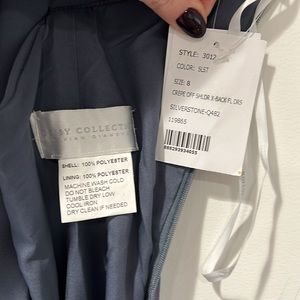 STYLE: 3012
COLOR: SLST
SIZE: 8
CREPE OFF SHLDR X-BACK FL DRS
SILVERSTONE-Q482
119865
SY COLLECT
SHELL: 100% POLYESTER
LINING: 100% POLYESTER
MACHINE WASH COLD
DO NOT BLEACH
TUMBLE DRY LOW
COOL IRON
DRY CLEAN IF NEEDED